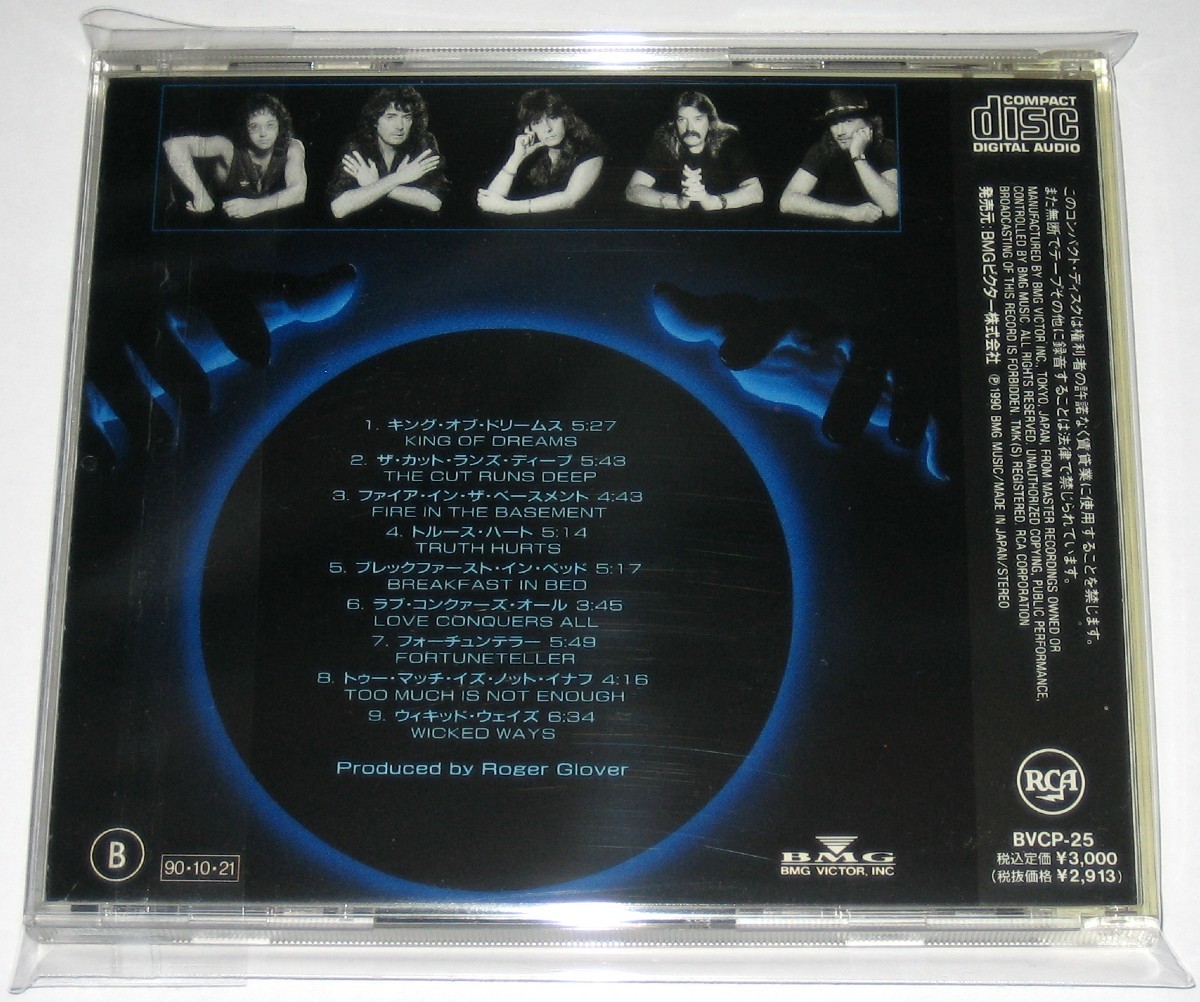 COMPACT
disc
DIGITAL AUDIO
このコンパクト・ディスクは権利者の許諾なく賃貸業に使用することを禁じます。
また無断でテープその他に録音することは法律で禁じられています。
MANUFACTURED BY BMG VICTOR INC., TOKYO, JAPAN, FROM MASTER RECORDINGS OWNED OR
CONTROLLED BY BMG MUSIC. ALL RIGHTS RESERVED. UNAUTHORIZED COPYING, PUBLIC PERFORMANCE,
BROADCASTING OF THIS RECORD IS FORBIDDEN. TMK(S) REGISTERED. RCA CORPORATION
発売元:BMGビクター株式会社 ℗1990 BMG MUSIC/MADE IN JAPAN/STEREO
1. キング・オブ・ドリームス 5:27
KING OF DREAMS
2. ザ・カット・ランズ・ディープ 5:43
THE CUT RUNS DEEP
3. ファイア・イン・ザ・ベースメント 4:43
FIRE IN THE BASEMENT
4. トルース・ハート 5:14
TRUTH HURTS
5. ブレックファースト・イン・ベッド 5:17
BREAKFAST IN BED
6. ラブ・コンクァーズ・オール 3:45
LOVE CONQUERS ALL
7. フォーチュンテラー 5:49
FORTUNETELLER
8. トゥー・マッチ・イズ・ノット・イナフ 4:16
TOO MUCH IS NOT ENOUGH
9. ウィキッド・ウェイズ 6:34
WICKED WAYS
Produced by Roger Glover
B
90・10・21
BMG
BMG VICTOR, INC
RCA
BVCP-25
税込定価 ¥3,000
(税抜価格 ¥2,913)